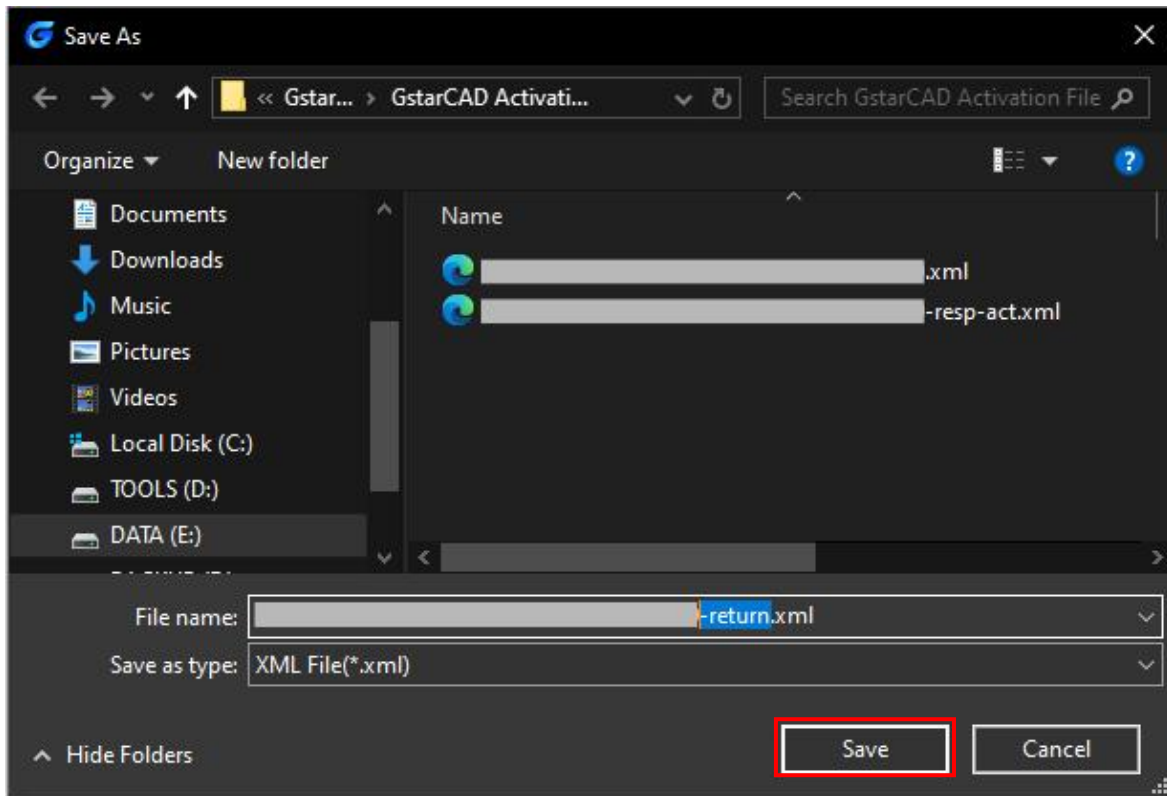 Save As
« Gstar... › GstarCAD Activati...
Search GstarCAD Activation File
Organize
New folder
?
Documents
Downloads
Music
Pictures
Videos
Local Disk (C:)
TOOLS (D:)
DATA (E:)
Name
.xml
-resp-act.xml
File name: -return.xml
Save as type: XML File(*.xml)
Hide Folders
Save
Cancel